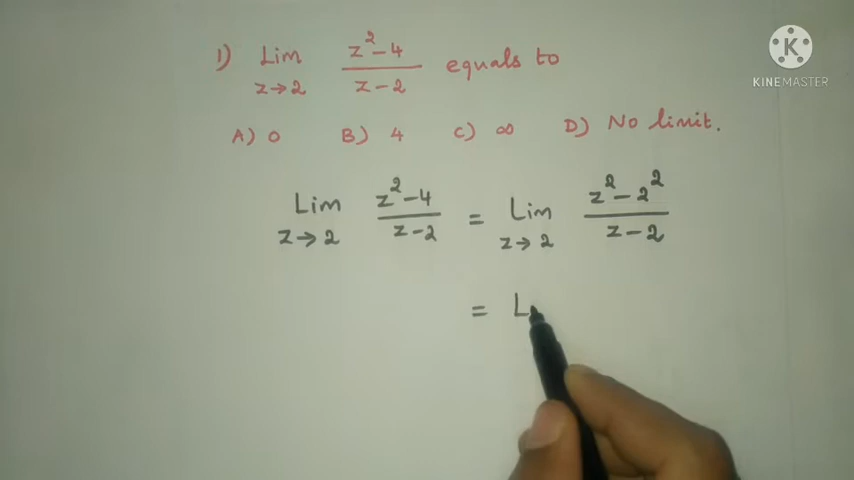 1) Lim z→2 z²-4 / z-2 equals to
A) 0 B) 4 C) ∞ D) No limit.
Lim z→2 z²-4 / z-2 = Lim z→2 z²-2² / z-2
= L
K
KINEMASTER